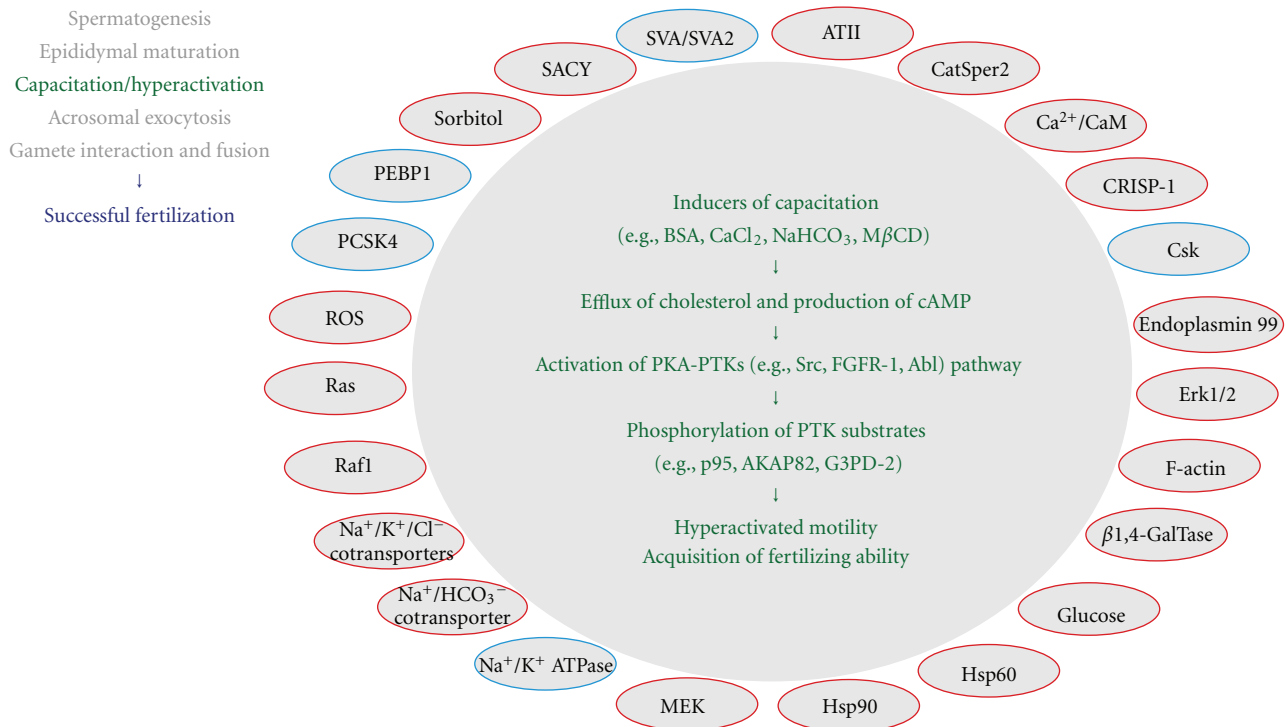 Spermatogenesis
Epididymal maturation
Capacitation/hyperactivation
Acrosomal exocytosis
Gamete interaction and fusion
↓
Successful fertilization
SVA/SVA2
ATII
CatSper2
Ca²⁺/CaM
CRISP-1
Csk
Endoplasmin 99
Erk1/2
F-actin
β1,4-GalTase
Glucose
Hsp60
Hsp90
MEK
Na⁺/K⁺ ATPase
Na⁺/HCO₃⁻
cotransporter
Na⁺/K⁺/Cl⁻
cotransporters
Raf1
Ras
ROS
PCSK4
PEBP1
Sorbitol
SACY
Inducers of capacitation
(e.g., BSA, CaCl₂, NaHCO₃, MβCD)
↓
Efflux of cholesterol and production of cAMP
↓
Activation of PKA-PTKs (e.g., Src, FGFR-1, Abl) pathway
↓
Phosphorylation of PTK substrates
(e.g., p95, AKAP82, G3PD-2)
↓
Hyperactivated motility
Acquisition of fertilizing ability